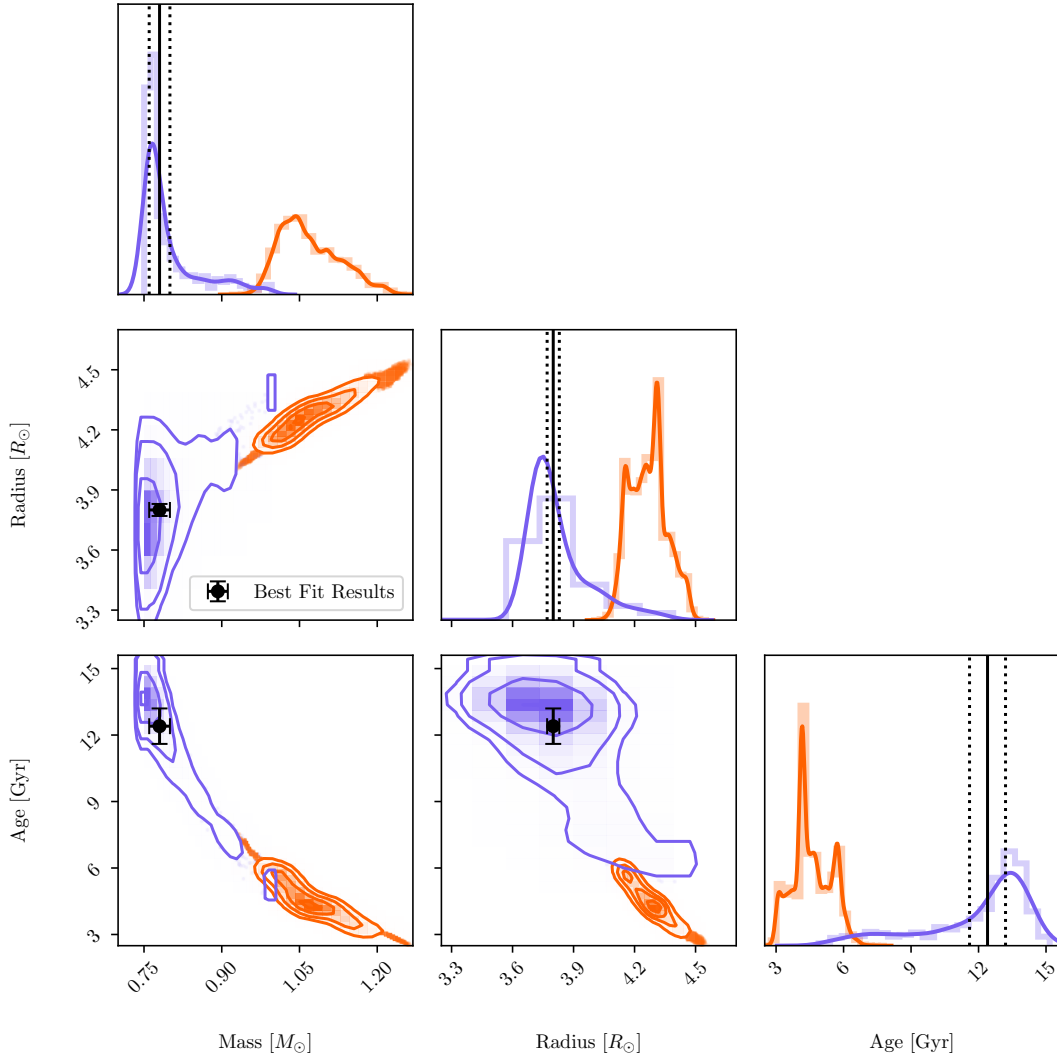 Radius [R☉]
4.5
4.2
3.9
3.6
3.3
Best Fit Results
Age [Gyr]
15
12
9
6
3
0.75 0.90 1.05 1.20
3.3 3.6 3.9 4.2 4.5
3 6 9 12 15
Mass [M☉] Radius [R☉] Age [Gyr]